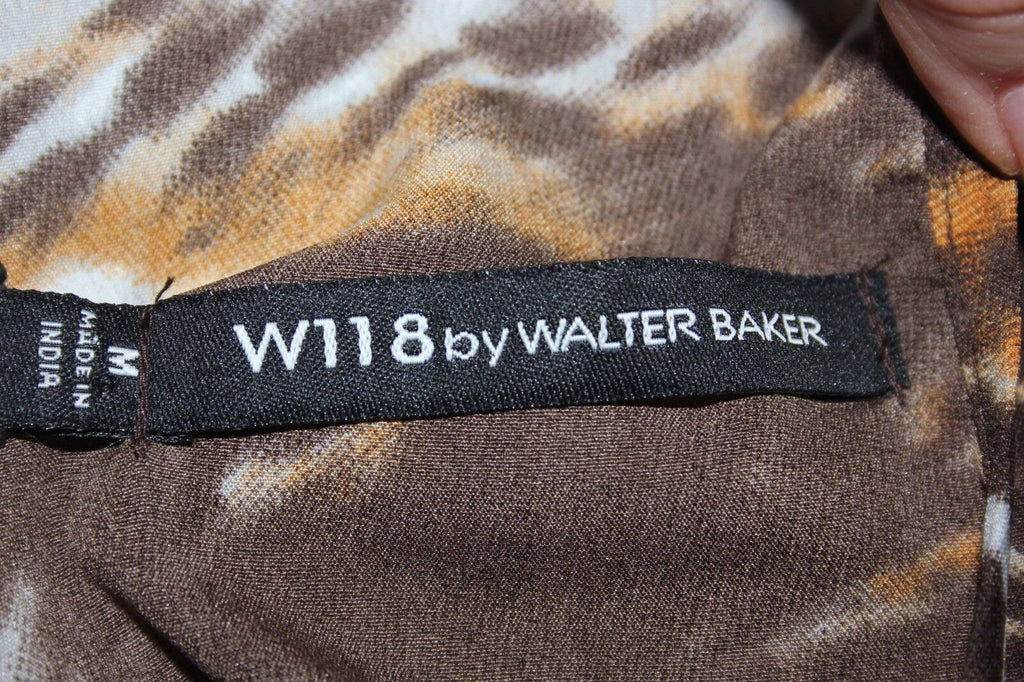 W118 by WALTER BAKER
M
MADE IN
INDIA